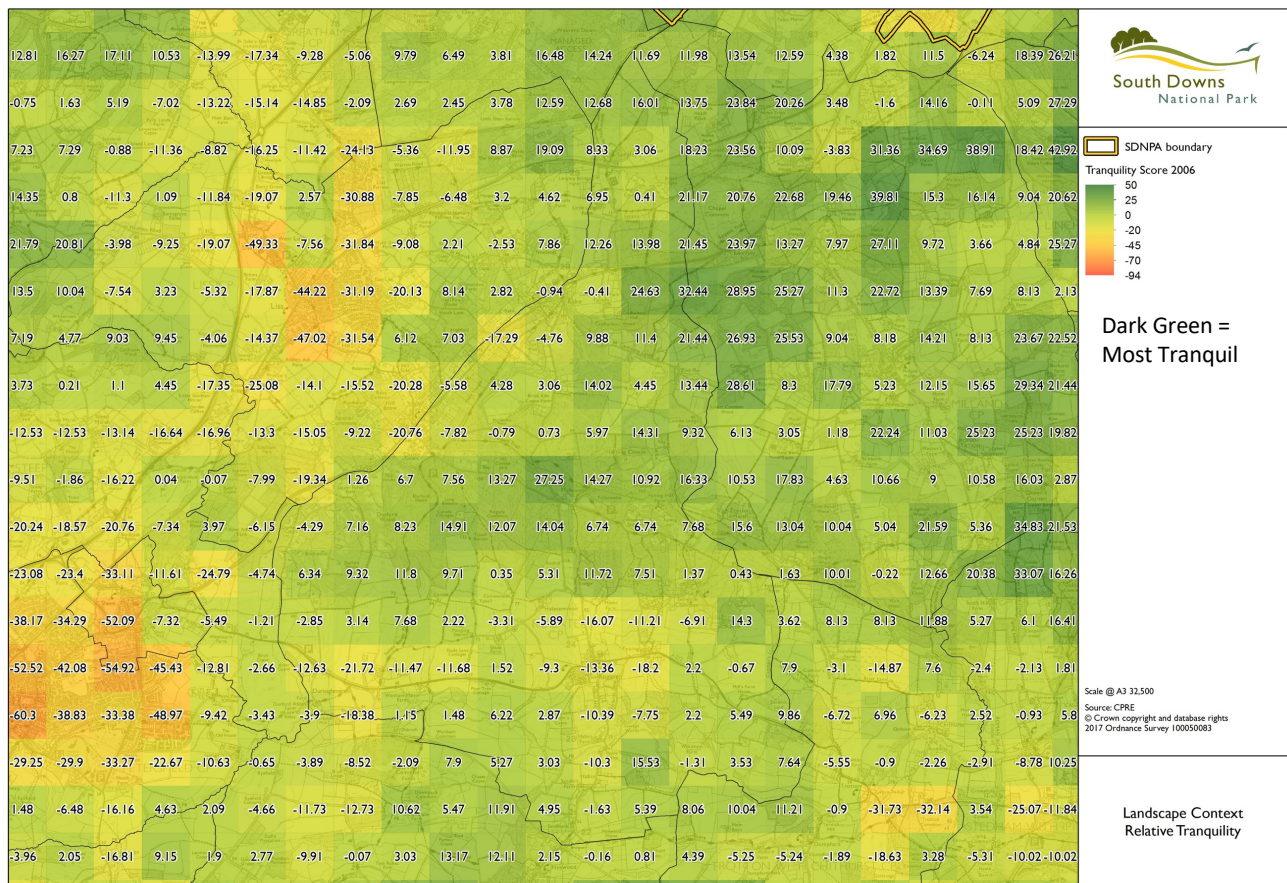 12.81 16.27 17.11 10.53 -13.99 -17.34 -9.28 -5.06 9.79 6.49 3.81 16.48 14.24 11.69 11.98 13.54 12.59 4.38 1.82 11.5 -6.24 18.39 26.21
-0.75 1.63 5.19 -7.02 -13.22 -15.14 -14.85 -2.09 2.69 2.45 3.78 12.59 12.68 16.01 13.75 23.84 20.26 3.48 -1.6 14.16 -0.11 5.09 27.29
7.23 7.29 -0.88 -11.36 -8.82 -16.25 -11.42 -24.13 -5.36 -11.95 8.87 19.09 8.33 3.06 18.23 23.56 10.09 -3.83 31.36 34.69 38.91 18.42 42.92
14.35 0.8 -11.3 1.09 -11.84 -19.07 2.57 -30.88 -7.85 -6.48 3.2 4.62 6.95 0.41 21.17 20.76 22.68 19.46 39.81 15.3 16.14 9.04 20.62
21.79 20.81 -3.98 -9.25 -19.07 -49.33 -7.56 -31.84 -9.08 2.21 -2.53 7.86 12.26 13.98 21.45 23.97 13.27 7.97 27.11 9.72 3.66 4.84 25.27
13.5 10.04 -7.54 3.23 -5.32 -17.87 -44.22 -31.19 -20.13 8.14 2.82 -0.94 -0.41 24.63 32.44 28.95 25.27 11.3 22.72 13.39 7.69 8.13 2.13
7.19 4.77 9.03 9.45 -4.06 -14.37 -47.02 -31.54 6.12 7.03 -17.29 -4.76 9.88 11.4 21.44 26.93 25.53 9.04 8.18 14.21 8.13 23.67 22.52
3.73 0.21 1.1 4.45 -17.35 -25.08 -14.1 -15.52 -20.28 -5.58 4.28 3.06 14.02 4.45 13.44 28.61 8.3 17.79 5.23 12.15 15.65 29.34 21.44
-12.53 -12.53 -13.14 -16.64 -16.96 -13.3 -15.05 -9.22 -20.76 -7.82 -0.79 0.73 5.97 14.31 9.32 6.13 3.05 1.18 22.24 11.03 25.23 25.23 19.82
-9.51 -1.86 -16.22 0.04 -0.07 -7.99 -19.34 1.26 6.7 7.56 13.27 27.25 14.27 10.92 16.33 10.53 17.83 4.63 10.66 9 10.58 16.03 2.87
-20.24 -18.57 -20.76 -7.34 3.97 -6.15 -4.29 7.16 8.23 14.91 12.07 14.04 6.74 6.74 7.68 15.6 13.04 10.04 5.04 21.59 5.36 34.83 21.53
-23.08 -23.4 -33.11 -11.61 -24.79 -4.74 6.34 9.32 11.8 9.71 0.35 5.31 11.72 7.51 1.37 0.43 1.63 10.01 -0.22 12.66 20.38 33.07 16.26
-38.17 -34.29 -52.09 -7.32 -5.49 -1.21 -2.85 3.14 7.68 2.22 -3.31 -5.89 -16.07 -11.21 -6.91 14.3 3.62 8.13 8.13 11.88 5.27 6.1 16.41
-52.52 -42.08 -54.92 -45.43 -12.81 -2.66 -12.63 -21.72 -11.47 -11.68 1.52 -9.3 -13.36 -18.2 2.2 -0.67 7.9 -3.1 -14.87 7.6 -2.4 -2.13 1.81
-60.3 -38.83 -33.38 -48.97 -9.42 -3.43 -3.9 -18.38 1.15 1.48 6.22 2.87 -10.39 -7.75 2.2 5.49 9.86 -6.72 6.96 -6.23 2.52 -0.93 5.8
-29.25 -29.9 -33.27 -22.67 -10.63 -0.65 -3.89 -8.52 -2.09 7.9 5.27 3.03 -10.3 15.53 -1.31 3.53 7.64 -5.55 -0.9 -2.26 -2.91 -8.78 10.25
1.48 -6.48 -16.16 4.63 2.09 -4.66 -11.73 -12.73 10.62 5.47 11.91 4.95 -1.63 5.39 8.06 10.04 11.21 -0.9 -31.73 -32.14 3.54 -25.07 -11.84
-3.96 2.05 -16.81 9.15 1.9 2.77 -9.91 -0.07 3.03 13.17 12.11 2.15 -0.16 0.81 4.39 -5.25 -5.24 -1.89 -18.63 3.28 -5.31 -10.02 -10.02
South Downs
National Park
SDNPA boundary
Tranquility Score 2006
50
25
0
-20
-45
-70
-94
Dark Green =
Most Tranquil
Scale @ A3 32,500
Source: CPRE
© Crown copyright and database rights
2017 Ordnance Survey 100050083
Landscape Context
Relative Tranquility